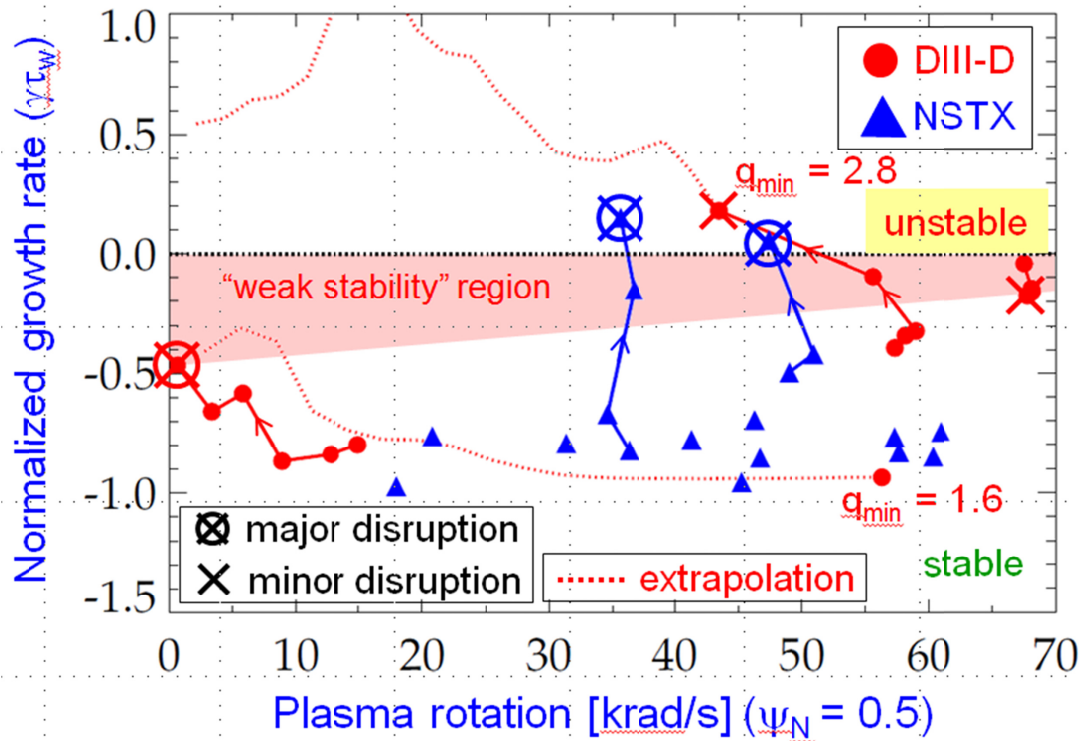 Normalized growth rate (γτw)
1.0
0.5
0.0
-0.5
-1.0
-1.5
DIII-D
NSTX
qmin = 2.8
unstable
"weak stability" region
qmin = 1.6
stable
major disruption
minor disruption
extrapolation
0 10 20 30 40 50 60 70
Plasma rotation [krad/s] (ψN = 0.5)